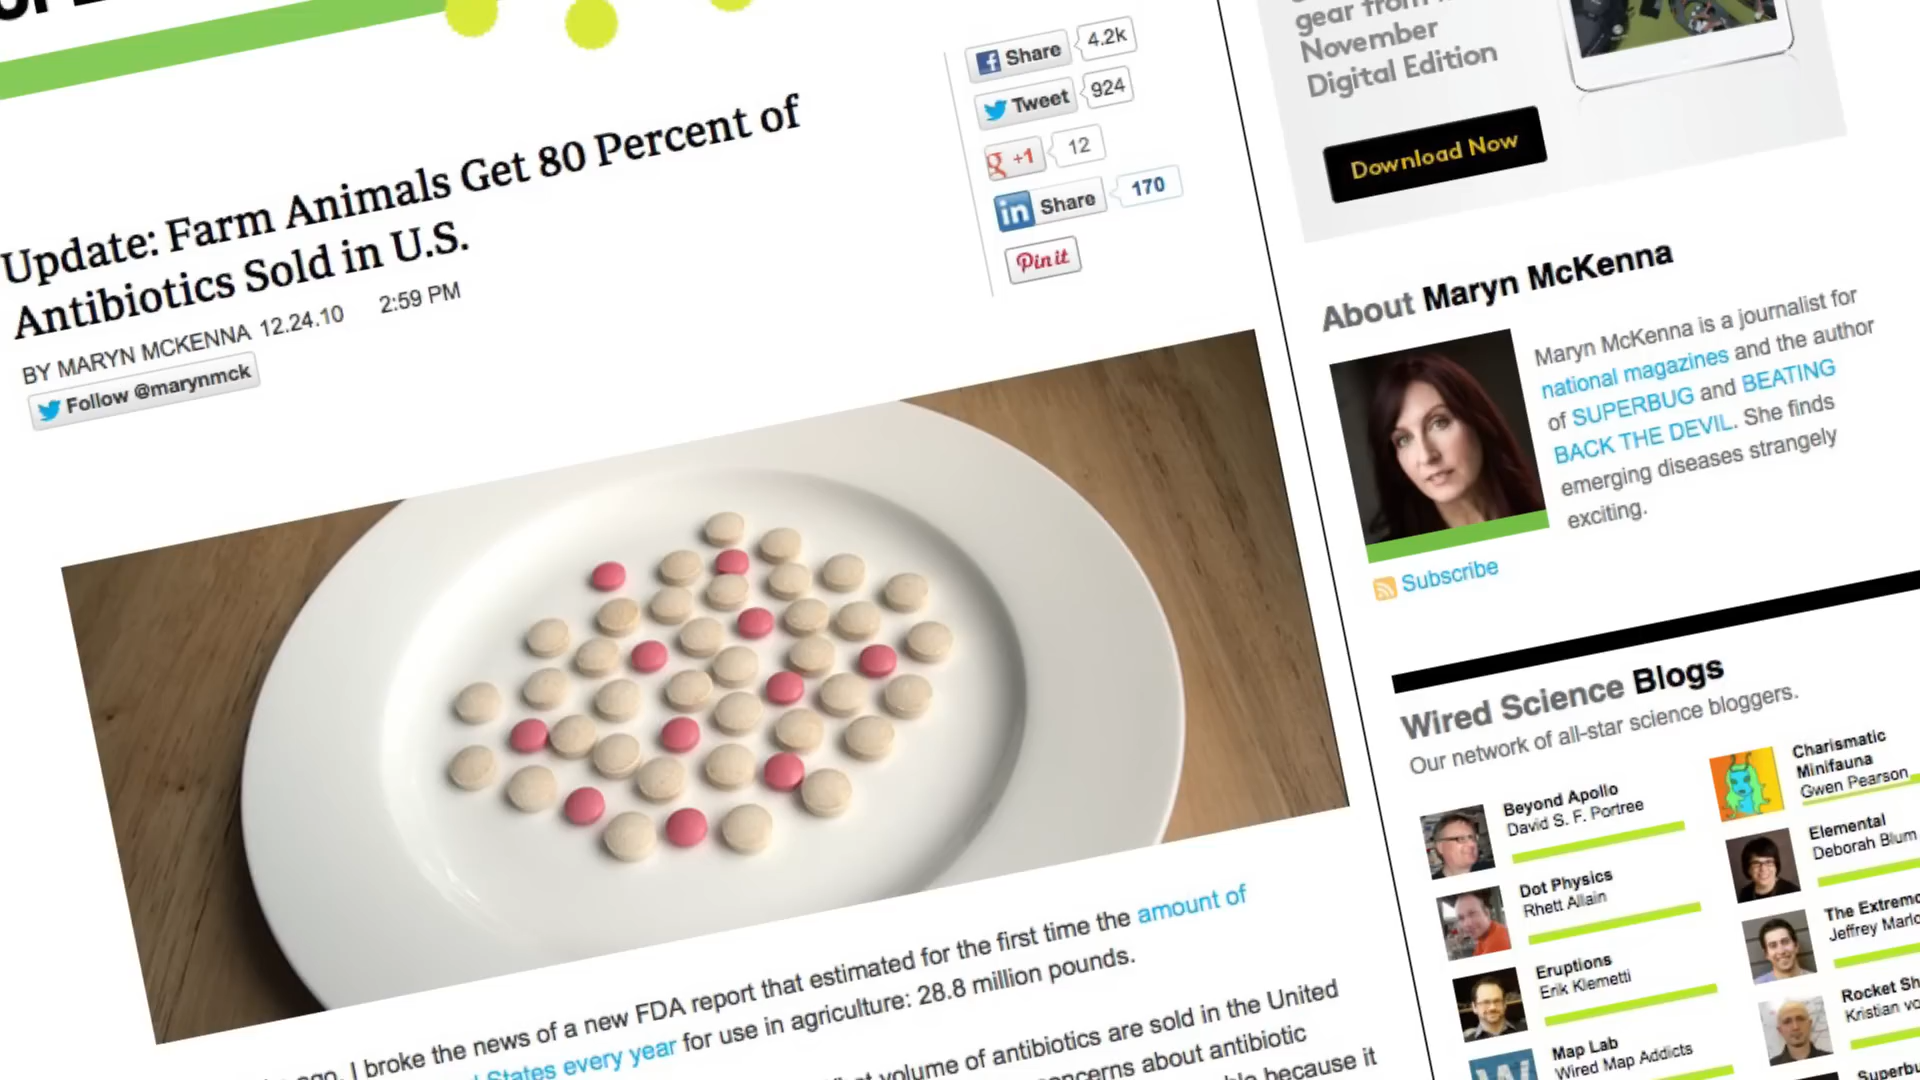 Update: Farm Animals Get 80 Percent of
Antibiotics Sold in U.S.
BY MARYN MCKENNA 12.24.10 2:59 PM
Follow @marynmck
Share 4.2k
Tweet 924
g +1 12
in Share 170
Pin it
I broke the news of a new FDA report that estimated for the first time the amount of
States every year for use in agriculture: 28.8 million pounds.
volume of antibiotics are sold in the United
about antibiotic
because it
gear
November
Digital Edition
Download Now
About Maryn McKenna
Maryn McKenna is a journalist for
national magazines and the author
of SUPERBUG and BEATING
BACK THE DEVIL. She finds
emerging diseases strangely
exciting.
Subscribe
Wired Science Blogs
Our network of all-star science bloggers.
Beyond Apollo
David S. F. Portree
Dot Physics
Rhett Allain
Eruptions
Erik Klemetti
Map Lab
Wired Map Addicts
Charismatic
Minifauna
Gwen Pearson
Elemental
Deborah Blum
The
Jeffrey
Rocket
Kristian